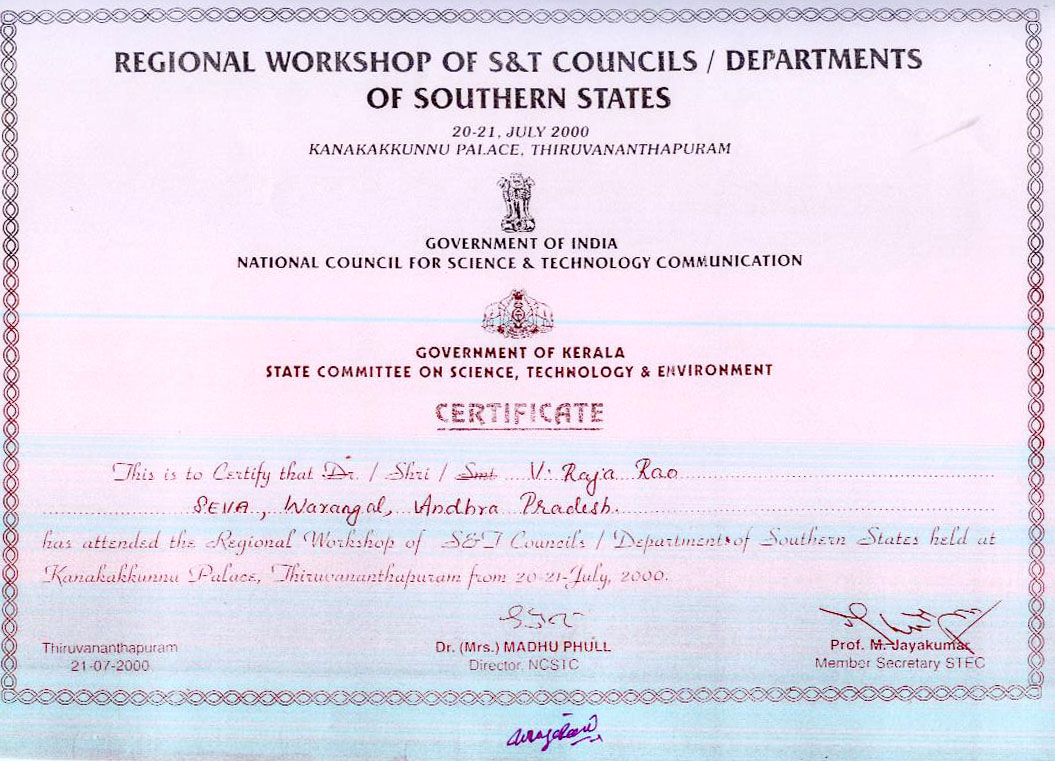 REGIONAL WORKSHOP OF S&T COUNCILS / DEPARTMENTS
OF SOUTHERN STATES
20-21, JULY 2000
KANAKAKKUNNU PALACE, THIRUVANANTHAPURAM
GOVERNMENT OF INDIA
NATIONAL COUNCIL FOR SCIENCE & TECHNOLOGY COMMUNICATION
GOVERNMENT OF KERALA
STATE COMMITTEE ON SCIENCE, TECHNOLOGY & ENVIRONMENT
CERTIFICATE
This is to Certify that Dr. / Shri / Smt V. Raja Rao
SEVA, Warangal, Andhra Pradesh.
has attended the Regional Workshop of S&T Councils / Departments of Southern States held at
Kanakakkunnu Palace, Thiruvananthapuram from 20-21-July, 2000.
Thiruvananthapuram
21-07-2000
Dr. (Mrs.) MADHU PHULL
Director, NCSTC
Prof. M. Jayakumar
Member Secretary STEC